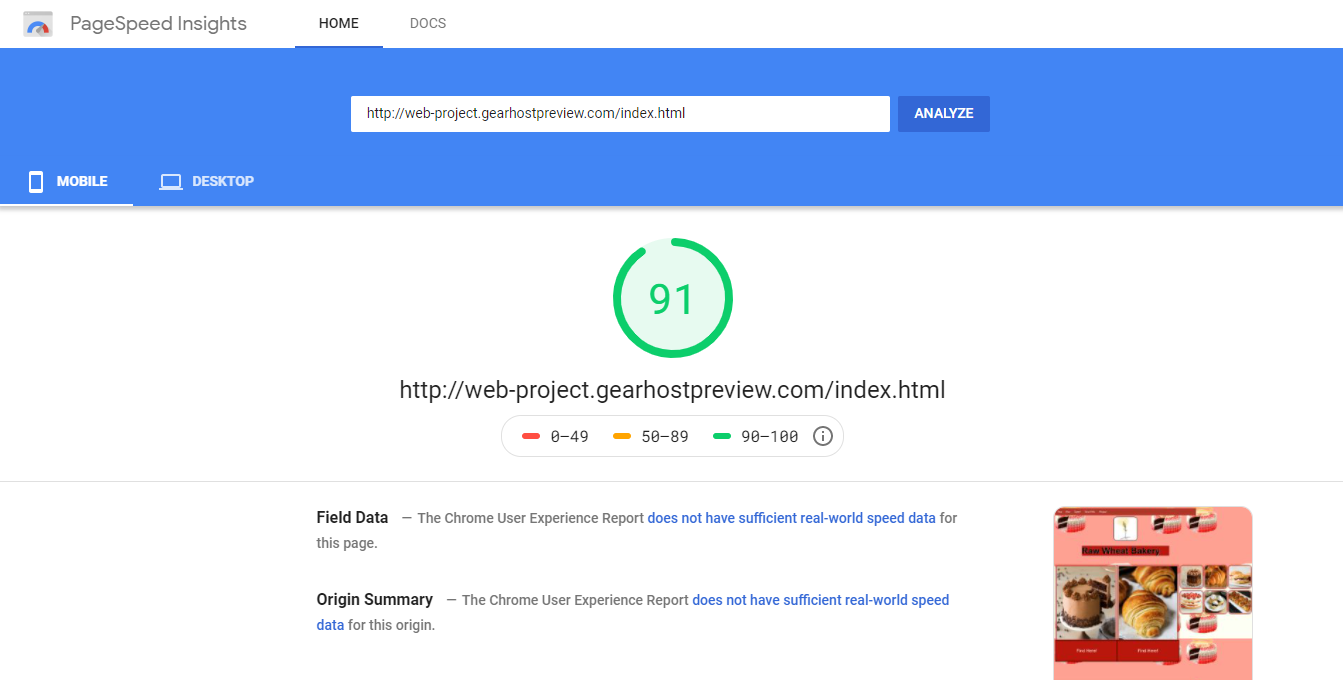 PageSpeed Insights
HOME
DOCS
http://web-project.gearhostpreview.com/index.html
ANALYZE
MOBILE
DESKTOP
91
http://web-project.gearhostpreview.com/index.html
0–49
50–89
90–100
Field Data — The Chrome User Experience Report does not have sufficient real-world speed data for
this page.
Origin Summary — The Chrome User Experience Report does not have sufficient real-world speed
data for this origin.
Raw Wheat Bakery